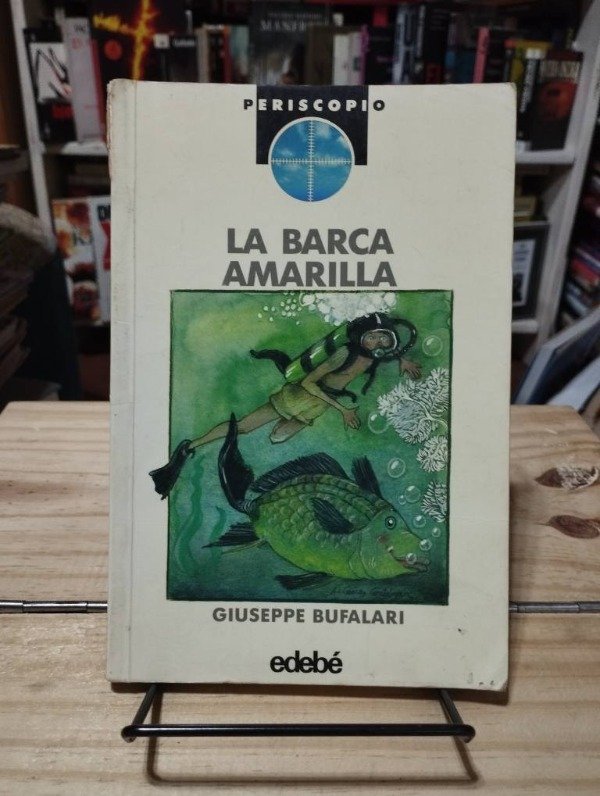 PERISCOPIO
LA BARCA
AMARILLA
GIUSEPPE BUFALARI
edebé